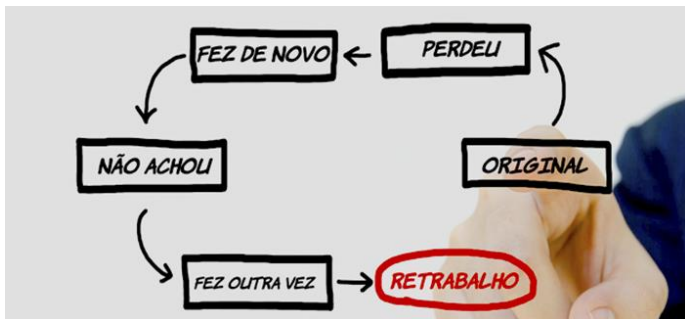 ORIGINAL
PERDEU
FEZ DE NOVO
NÃO ACHOU
FEZ OUTRA VEZ
RETRABALHO